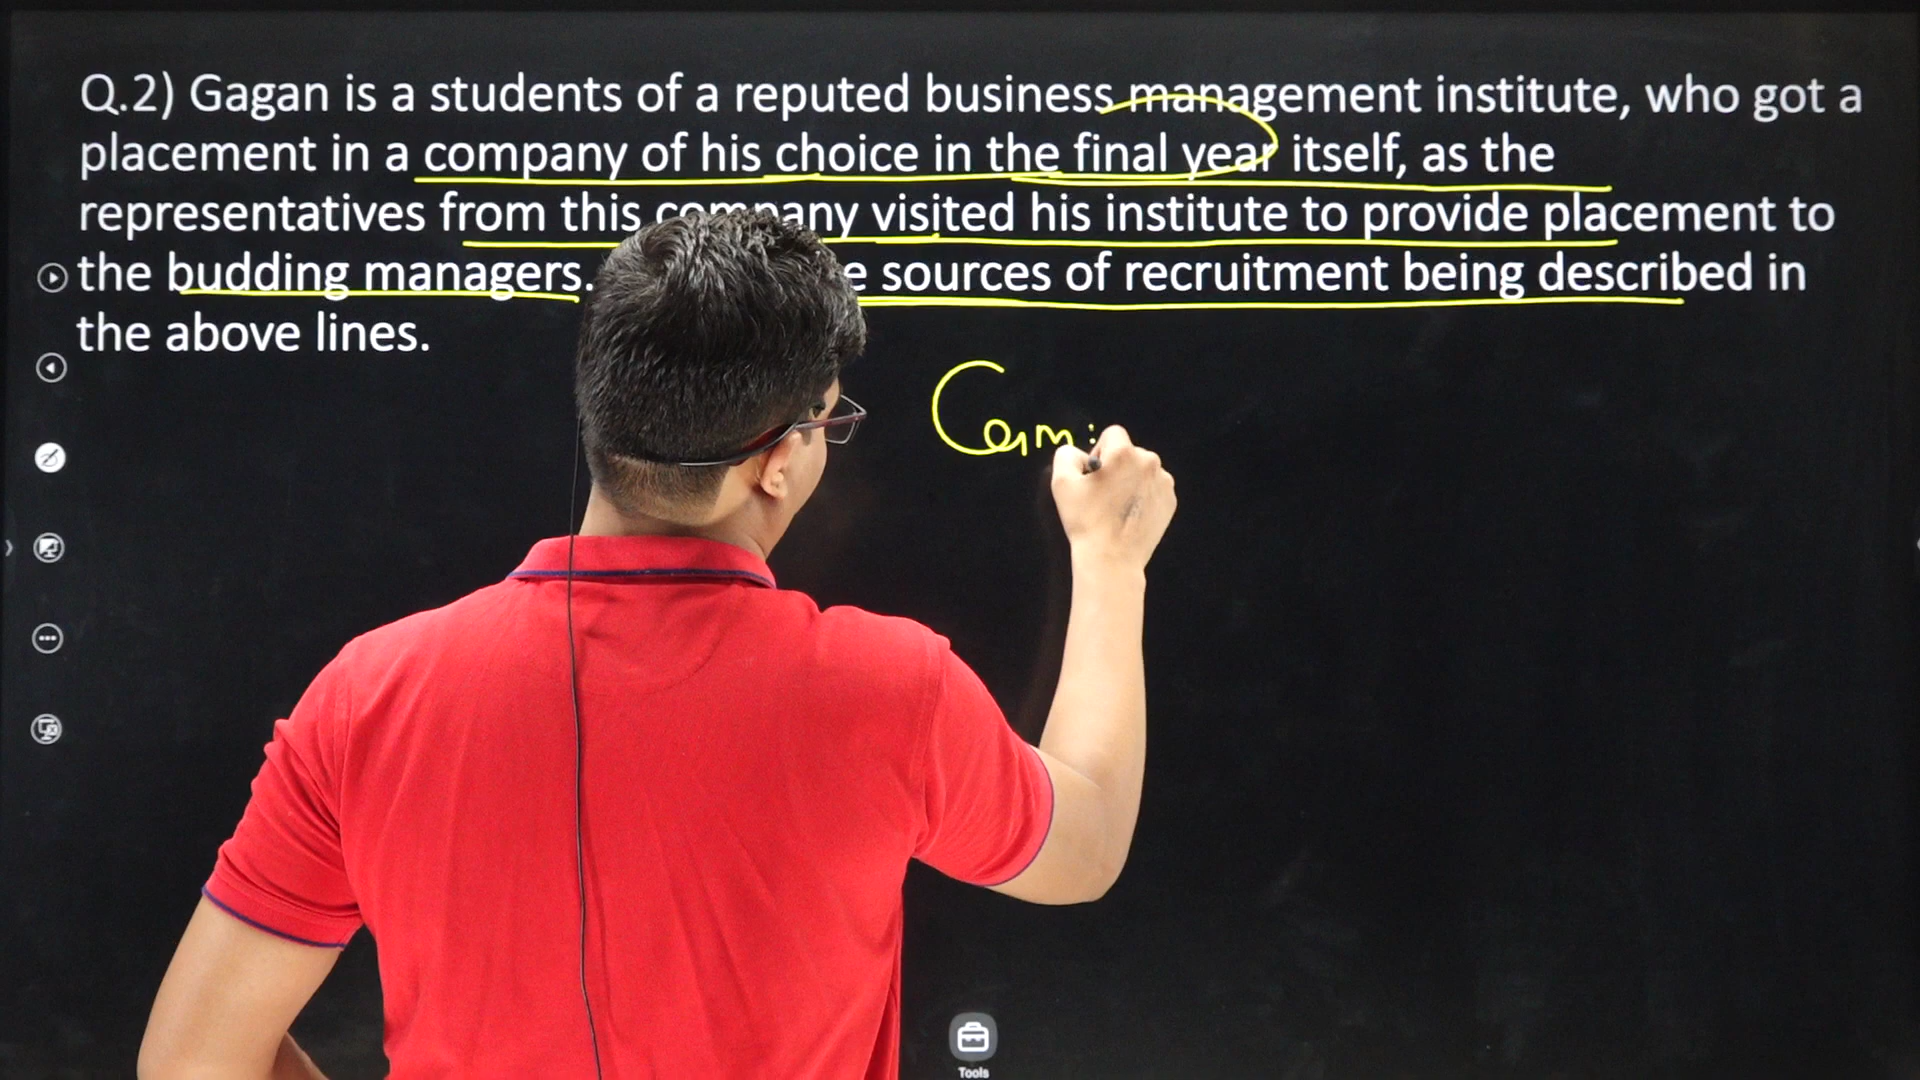 Q.2) Gagan is a students of a reputed business management institute, who got a
placement in a company of his choice in the final year itself, as the
representatives from this company visited his institute to provide placement to
the budding managers. sources of recruitment being described in
the above lines.
Cam
Tools